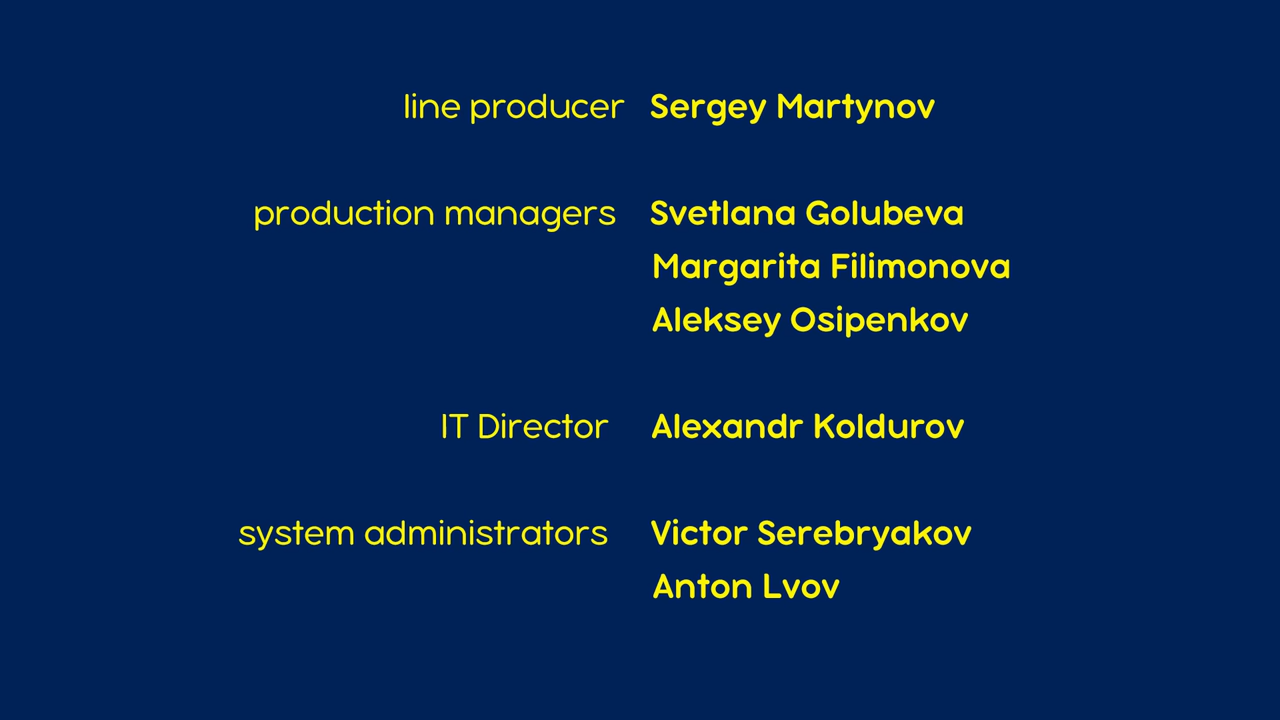 line producer Sergey Martynov
production managers Svetlana Golubeva
Margarita Filimonova
Aleksey Osipenkov
IT Director Alexandr Koldurov
system administrators Victor Serebryakov
Anton Lvov